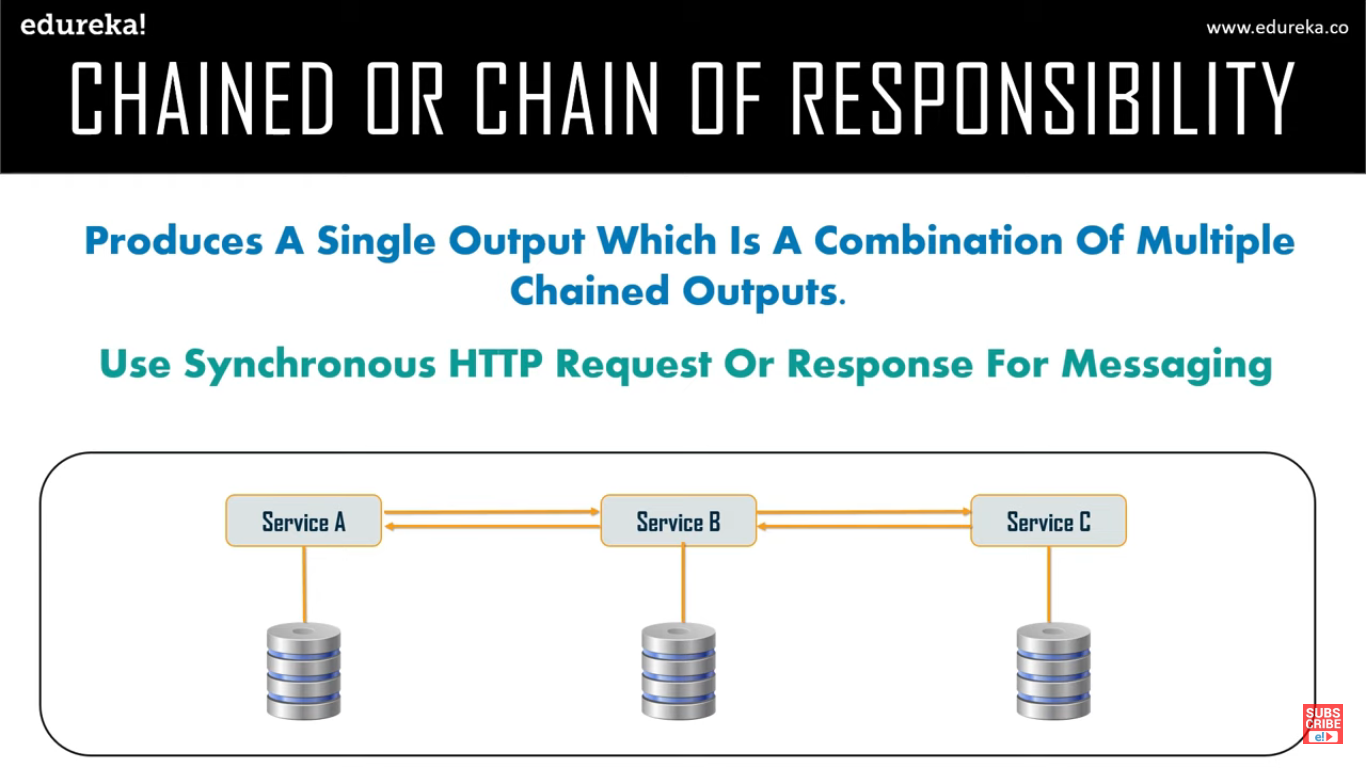 edureka!
www.edureka.co
CHAINED OR CHAIN OF RESPONSIBILITY
Produces A Single Output Which Is A Combination Of Multiple
Chained Outputs.
Use Synchronous HTTP Request Or Response For Messaging
Service A
Service B
Service C
SUBS
CRIBE
e!